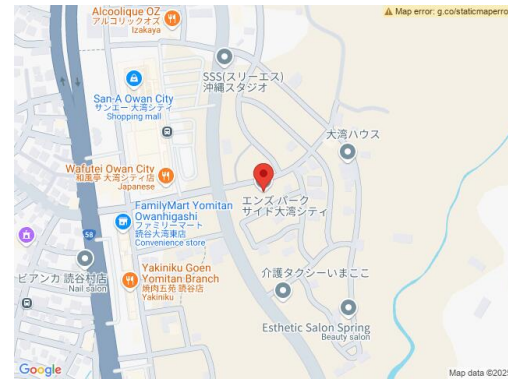 Alcoolique OZ
アルコリックオズ
Izakaya
Map error: g.co/staticmaperro
SSS(スリーエス)
沖縄スタジオ
San-A Owan City
サンエー 大湾シティ
Shopping mall
大湾ハウス
Wafutei Owan City
和風亭 大湾シティ店
Japanese
エンズ パーク
サイド大湾シティ
FamilyMart Yomitan
Owanhigashi
ファミリーマート
読谷大湾東店
Convenience store
58
ビアンカ 読谷村店
Nail salon
Yakiniku Goen
Yomitan Branch
焼肉五苑 読谷店
Yakiniku
介護タクシーいまここ
Esthetic Salon Spring
Beauty salon
Google
Map data ©2025